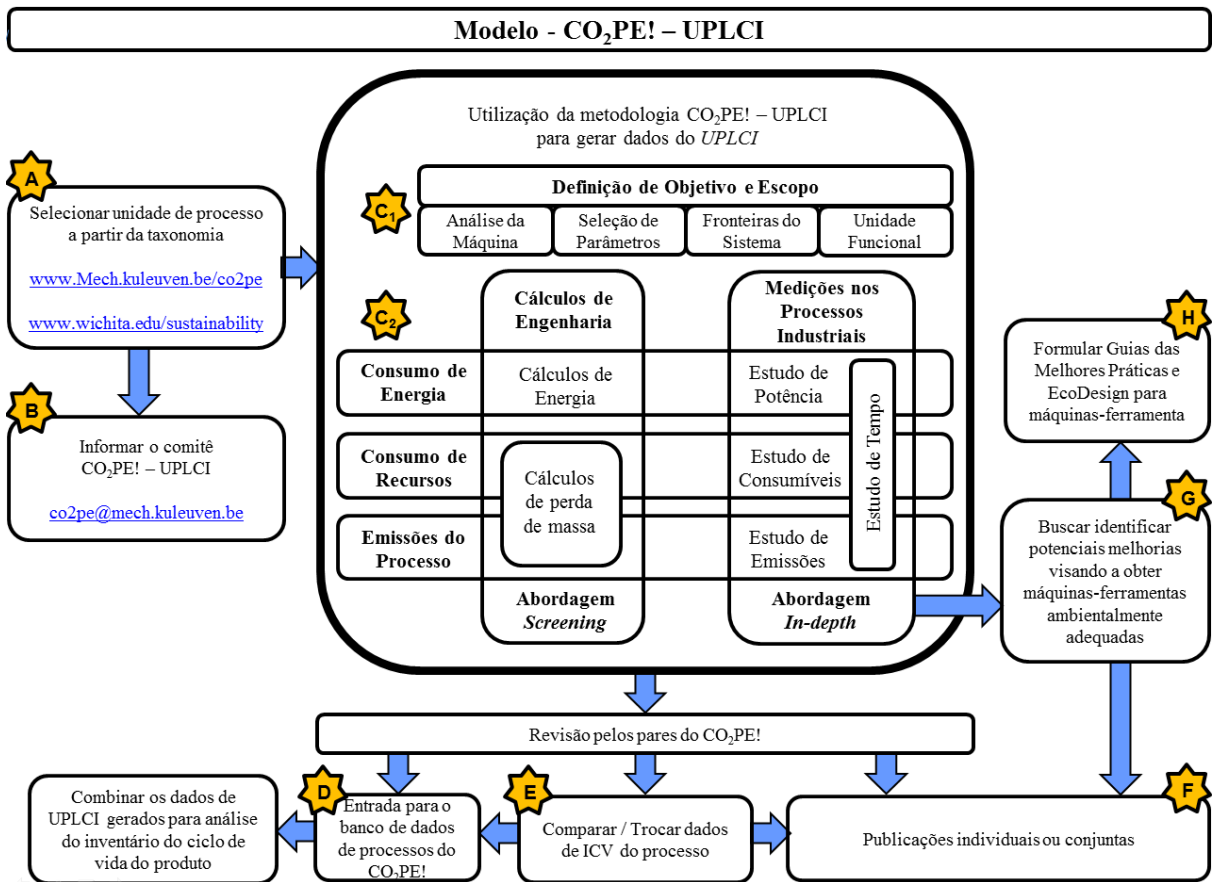 Modelo - CO₂PE! – UPLCI
Utilização da metodologia CO₂PE! – UPLCI
para gerar dados do UPLCI
A
Selecionar unidade de processo
a partir da taxonomia
www.Mech.kuleuven.be/co2pe
www.wichita.edu/sustainability
B
Informar o comitê
CO₂PE! – UPLCI
co2pe@mech.kuleuven.be
C₁
Definição de Objetivo e Escopo
Análise da
Máquina
Seleção de
Parâmetros
Fronteiras do
Sistema
Unidade
Funcional
C₂
Cálculos de
Engenharia
Medições nos
Processos
Industriais
Consumo de
Energia
Cálculos de
Energia
Estudo de
Potência
Consumo de
Recursos
Cálculos
de perda
de massa
Estudo de
Consumíveis
Emissões do
Processo
Estudo de
Emissões
Estudo de Tempo
Abordagem
Screening
Abordagem
In-depth
H
Formular Guias das
Melhores Práticas e
EcoDesign para
máquinas-ferramenta
G
Buscar identificar
potenciais melhorias
visando a obter
máquinas-ferramentas
ambientalmente
adequadas
Revisão pelos pares do CO₂PE!
Combinar os dados de
UPLCI gerados para análise
do inventário do ciclo de
vida do produto
D
Entrada para o
banco de dados
de processos do
CO₂PE!
E
Comparar / Trocar dados
de ICV do processo
F
Publicações individuais ou conjuntas